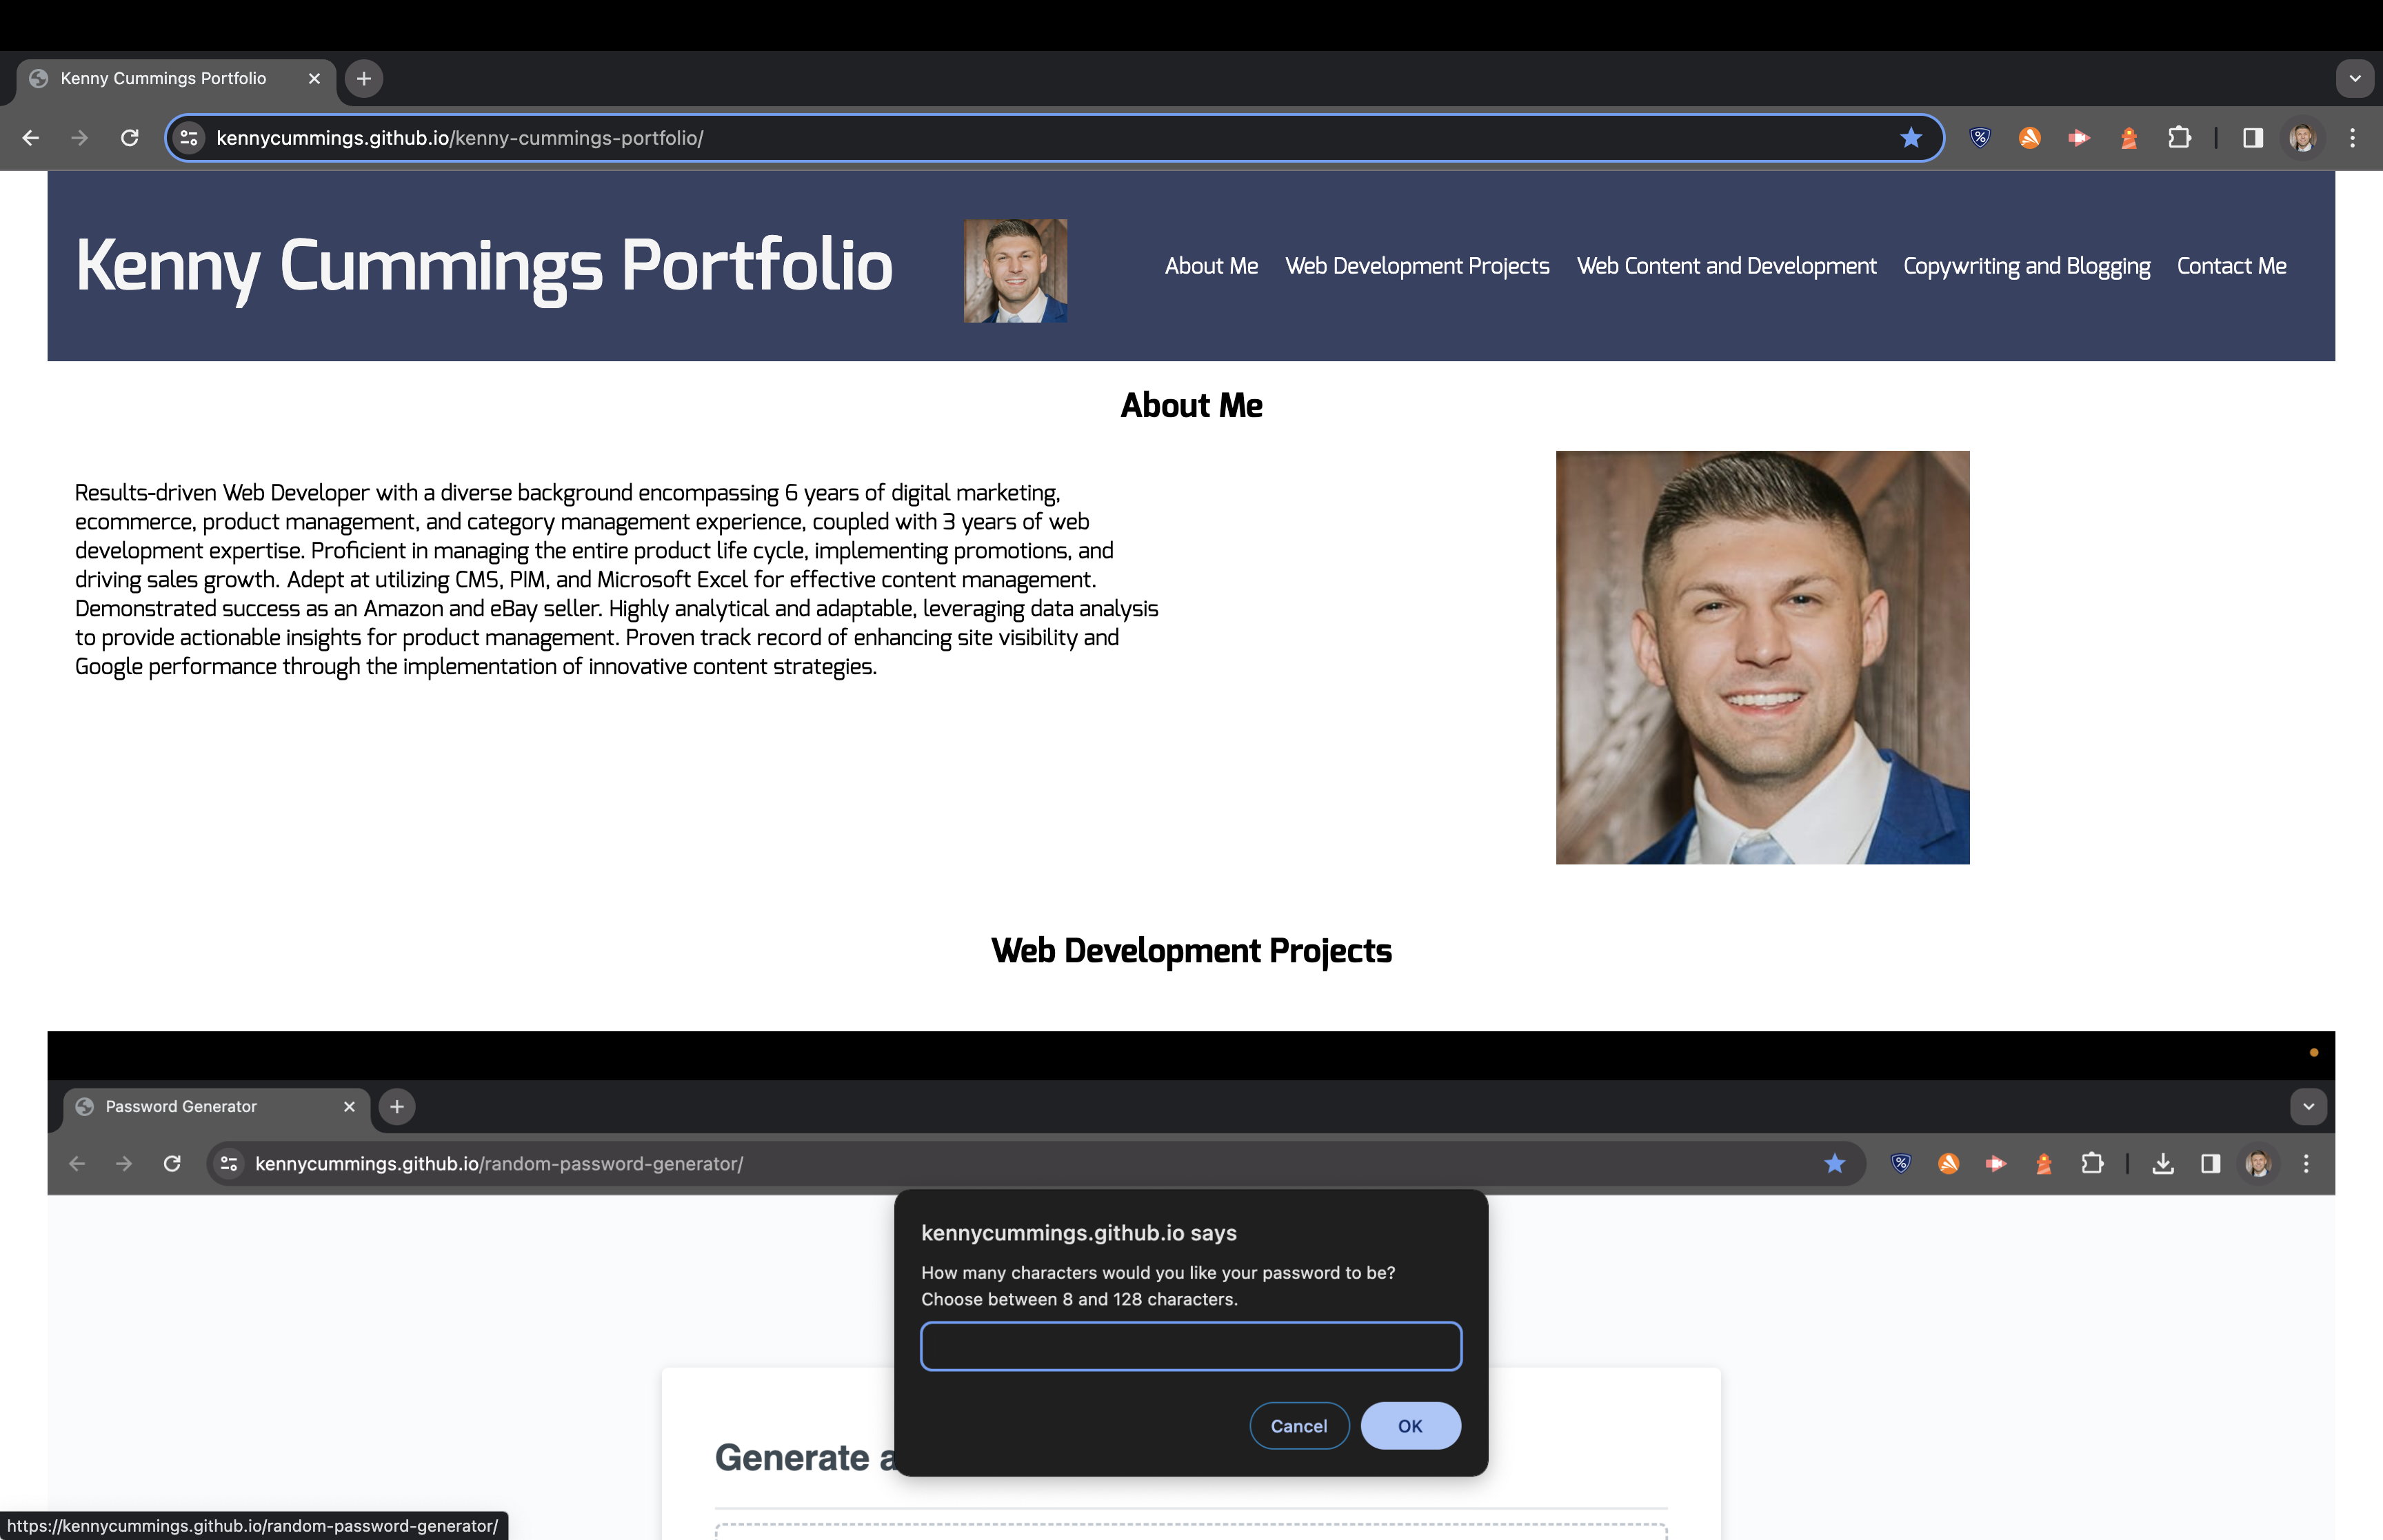 Kenny Cummings Portfolio
kennycummings.github.io/kenny-cummings-portfolio/
Kenny Cummings Portfolio
About Me Web Development Projects Web Content and Development Copywriting and Blogging Contact Me
About Me
Results-driven Web Developer with a diverse background encompassing 6 years of digital marketing,
ecommerce, product management, and category management experience, coupled with 3 years of web
development expertise. Proficient in managing the entire product life cycle, implementing promotions, and
driving sales growth. Adept at utilizing CMS, PIM, and Microsoft Excel for effective content management.
Demonstrated success as an Amazon and eBay seller. Highly analytical and adaptable, leveraging data analysis
to provide actionable insights for product management. Proven track record of enhancing site visibility and
Google performance through the implementation of innovative content strategies.
Web Development Projects
Password Generator
kennycummings.github.io/random-password-generator/
kennycummings.github.io says
How many characters would you like your password to be?
Choose between 8 and 128 characters.
Cancel OK
Generate a
https://kennycummings.github.io/random-password-generator/